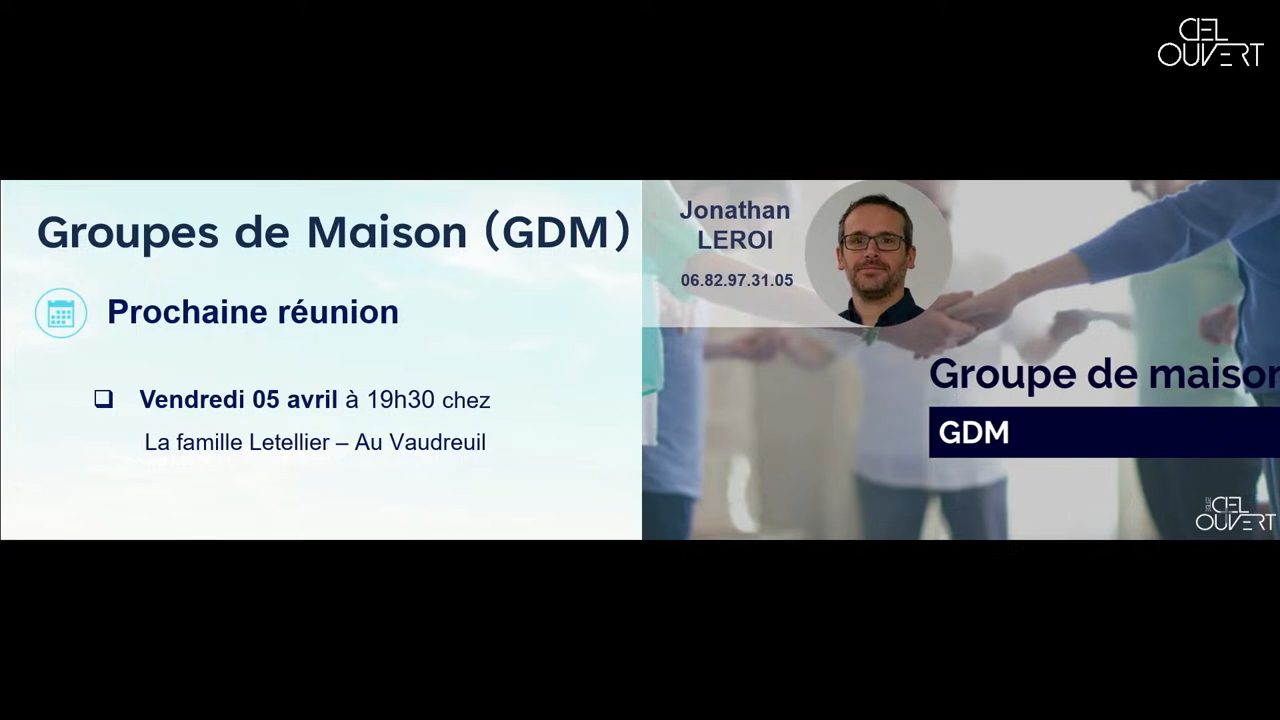 CIEL
OUVERT
Groupes de Maison (GDM)
Prochaine réunion
Vendredi 05 avril à 19h30 chez
La famille Letellier – Au Vaudreuil
Jonathan
LEROI
06.82.97.31.05
Groupe de maison
GDM
CIEL
OUVERT